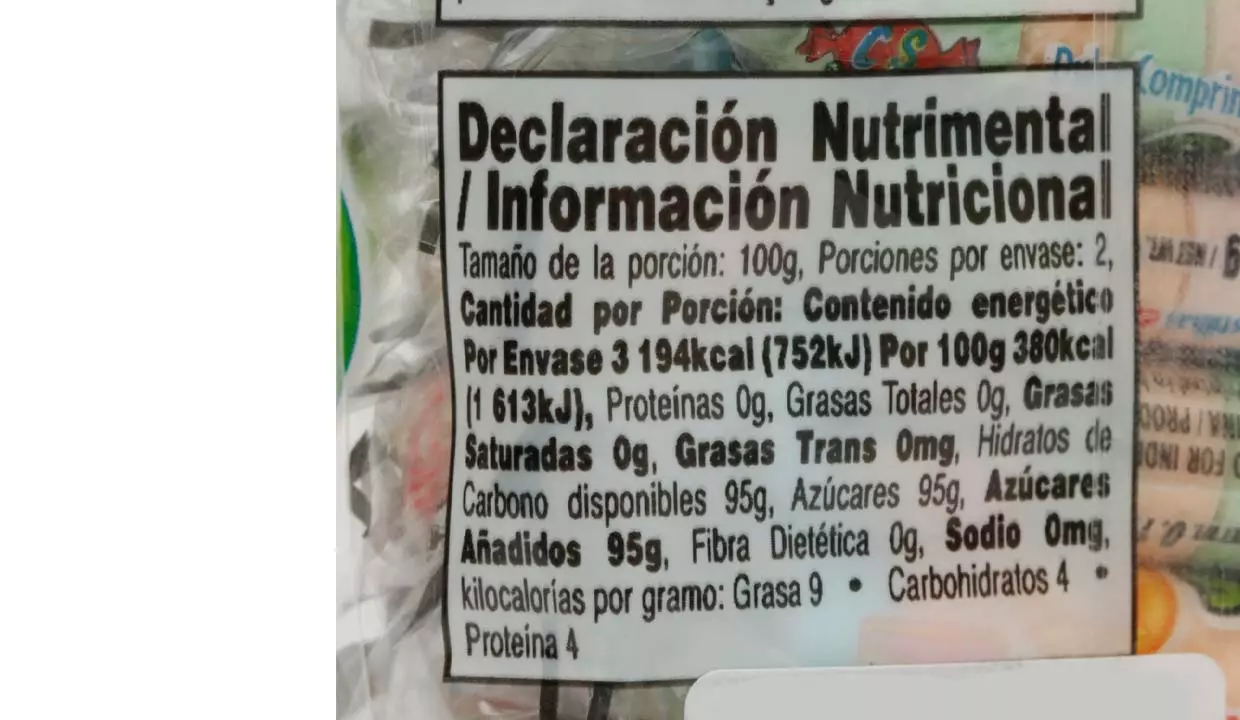 CS
Comprim
Declaración Nutrimental
/ Información Nutricional
Tamaño de la porción: 100g, Porciones por envase: 2,
Cantidad por Porción: Contenido energético
Por Envase 3 194kcal (752kJ) Por 100g 380kcal
(1 613kJ), Proteínas 0g, Grasas Totales 0g, Grasas
Saturadas 0g, Grasas Trans 0mg, Hidratos de
Carbono disponibles 95g, Azúcares 95g, Azúcares
Añadidos 95g, Fibra Dietética 0g, Sodio 0mg,
kilocalorías por gramo: Grasa 9 • Carbohidratos 4 •
Proteína 4